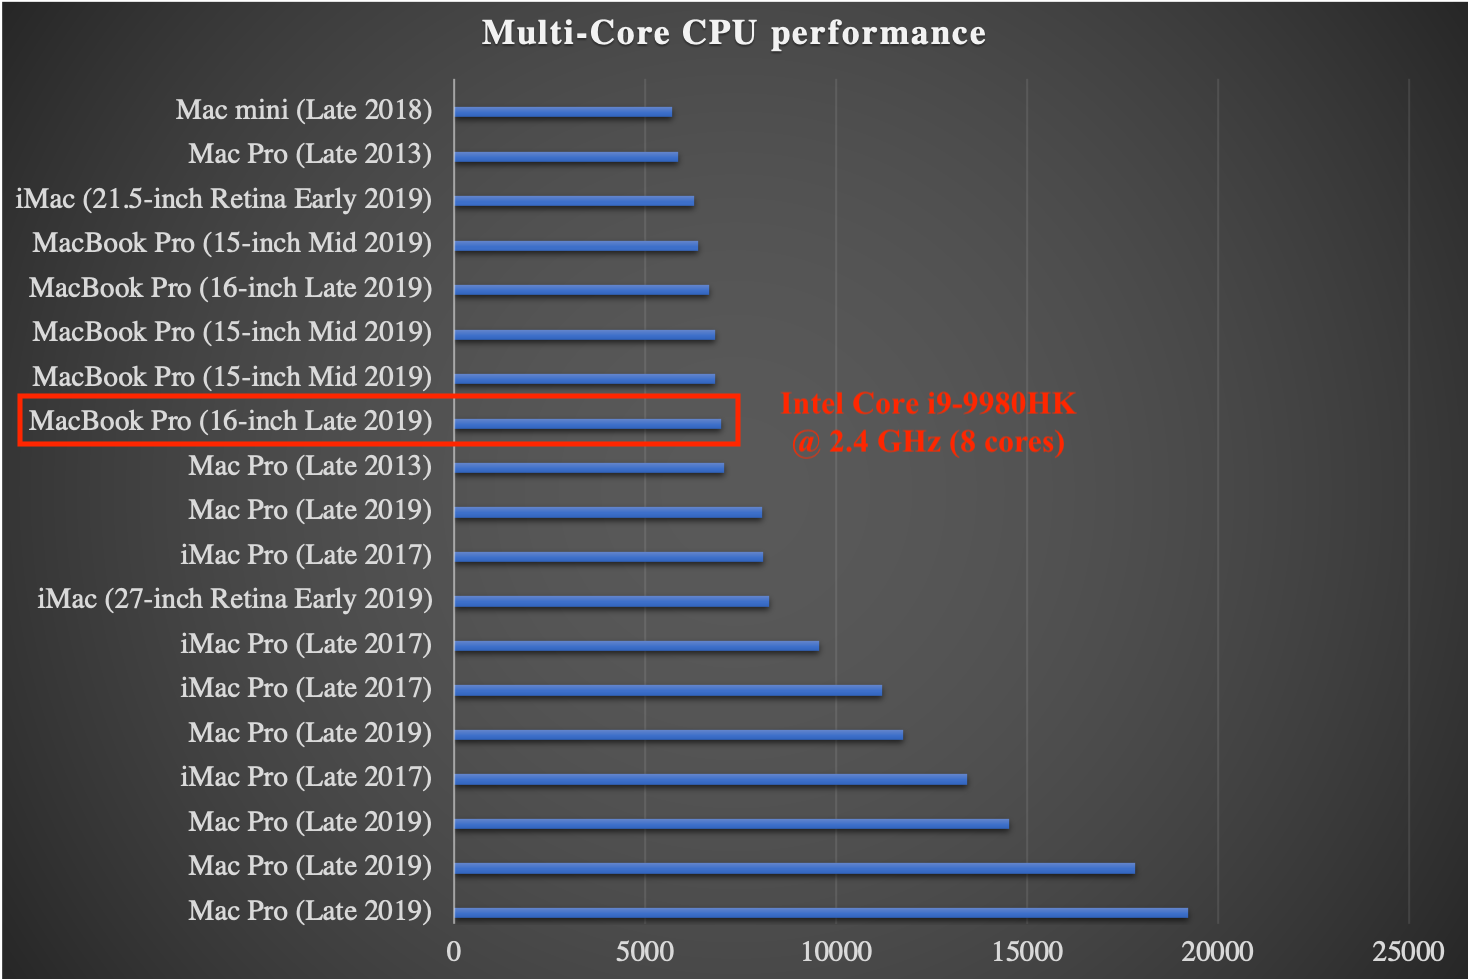 Multi-Core CPU performance
Mac mini (Late 2018)
Mac Pro (Late 2013)
iMac (21.5-inch Retina Early 2019)
MacBook Pro (15-inch Mid 2019)
MacBook Pro (16-inch Late 2019)
MacBook Pro (15-inch Mid 2019)
MacBook Pro (15-inch Mid 2019)
MacBook Pro (16-inch Late 2019)
Intel Core i9-9980HK
@ 2.4 GHz (8 cores)
Mac Pro (Late 2013)
Mac Pro (Late 2019)
iMac Pro (Late 2017)
iMac (27-inch Retina Early 2019)
iMac Pro (Late 2017)
iMac Pro (Late 2017)
Mac Pro (Late 2019)
iMac Pro (Late 2017)
Mac Pro (Late 2019)
Mac Pro (Late 2019)
Mac Pro (Late 2019)
0 5000 10000 15000 20000 25000